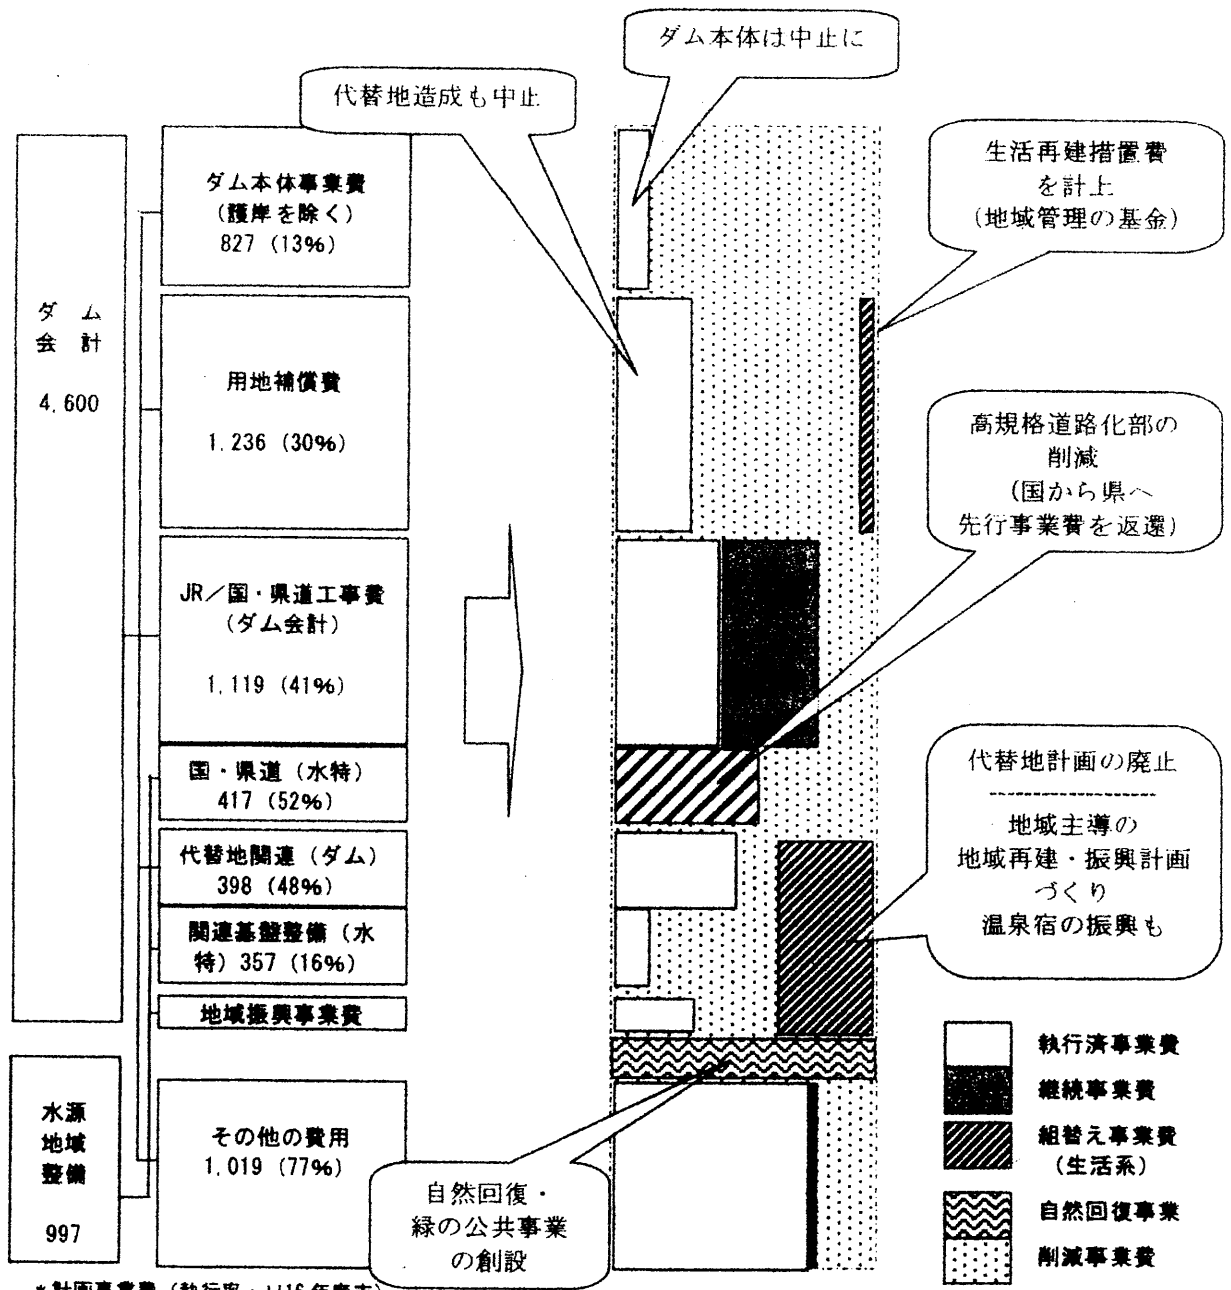 ダム本体は中止に
代替地造成も中止
生活再建措置費
を計上
(地域管理の基金)
ダム本体事業費
(護岸を除く)
827 (13%)
ダム
会計
4,600
用地補償費
1.236 (30%)
高規格道路化部の
削減
(国から県へ
先行事業費を返還)
JR／国・県道工事費
(ダム会計)
1,119 (41%)
国・県道 (水特)
417 (52%)
代替地関連 (ダム)
398 (48%)
関連基盤整備 (水
特) 357 (16%)
地域振興事業費
代替地計画の廃止
地域主導の
地域再建・振興計画
づくり
温泉宿の振興も
水源
地域
整備
997
その他の費用
1,019 (77%)
自然回復・
緑の公共事業
の創設
執行済事業費
継続事業費
組替え事業費
(生活系)
自然回復事業
削減事業費